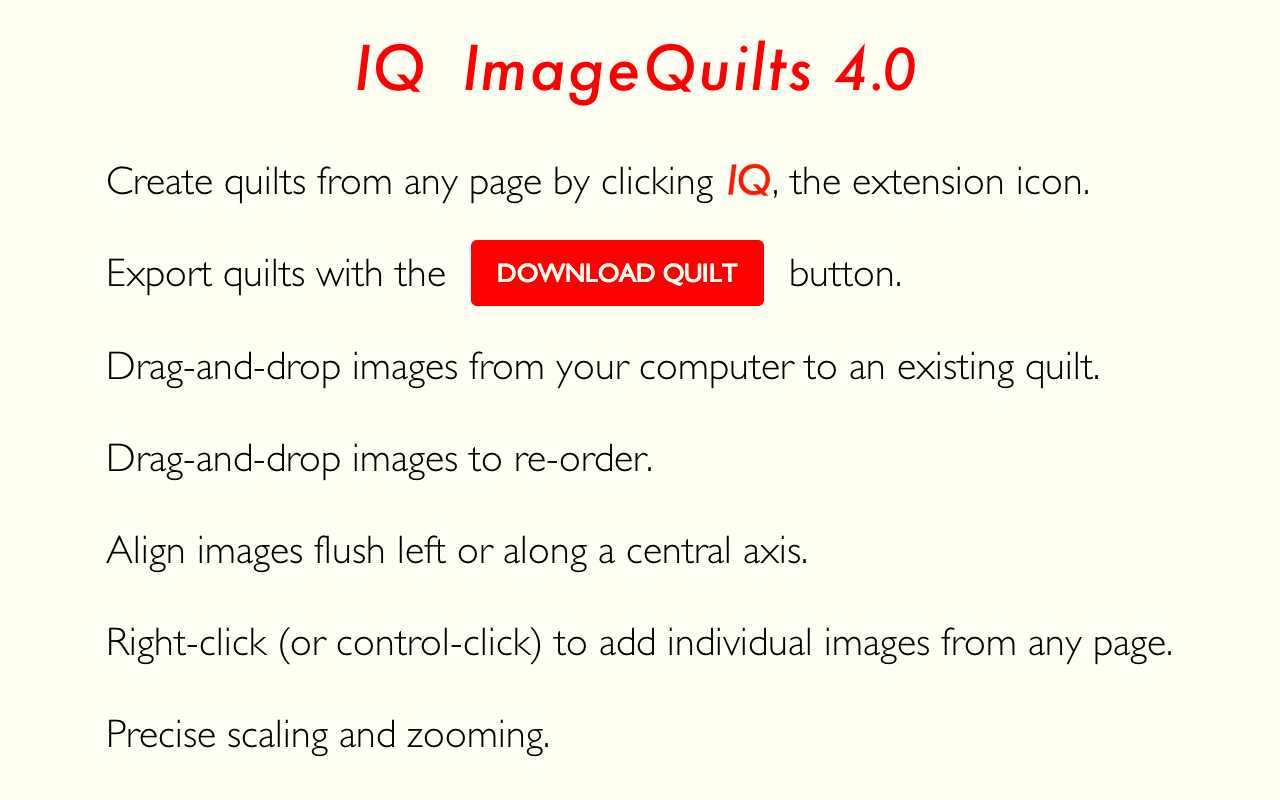 IQ ImageQuilts 4.0
Create quilts from any page by clicking IQ, the extension icon.
Export quilts with the DOWNLOAD QUILT button.
Drag-and-drop images from your computer to an existing quilt.
Drag-and-drop images to re-order.
Align images flush left or along a central axis.
Right-click (or control-click) to add individual images from any page.
Precise scaling and zooming.